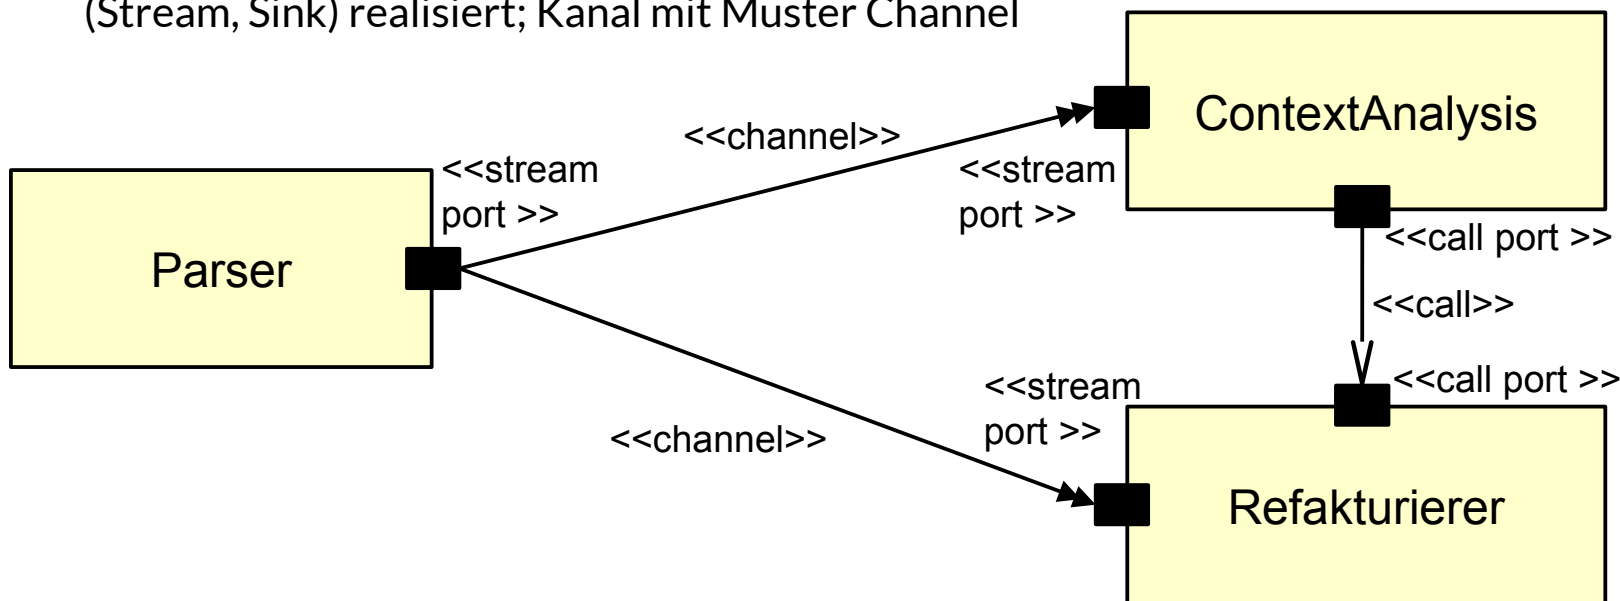 (Stream, Sink) realisiert; Kanal mit Muster Channel
ContextAnalysis
<<channel>>
<<stream
port >>
<<stream
port >>
<<call port >>
Parser
<<call>>
<<call port >>
<<stream
port >>
<<channel>>
Refakturierer